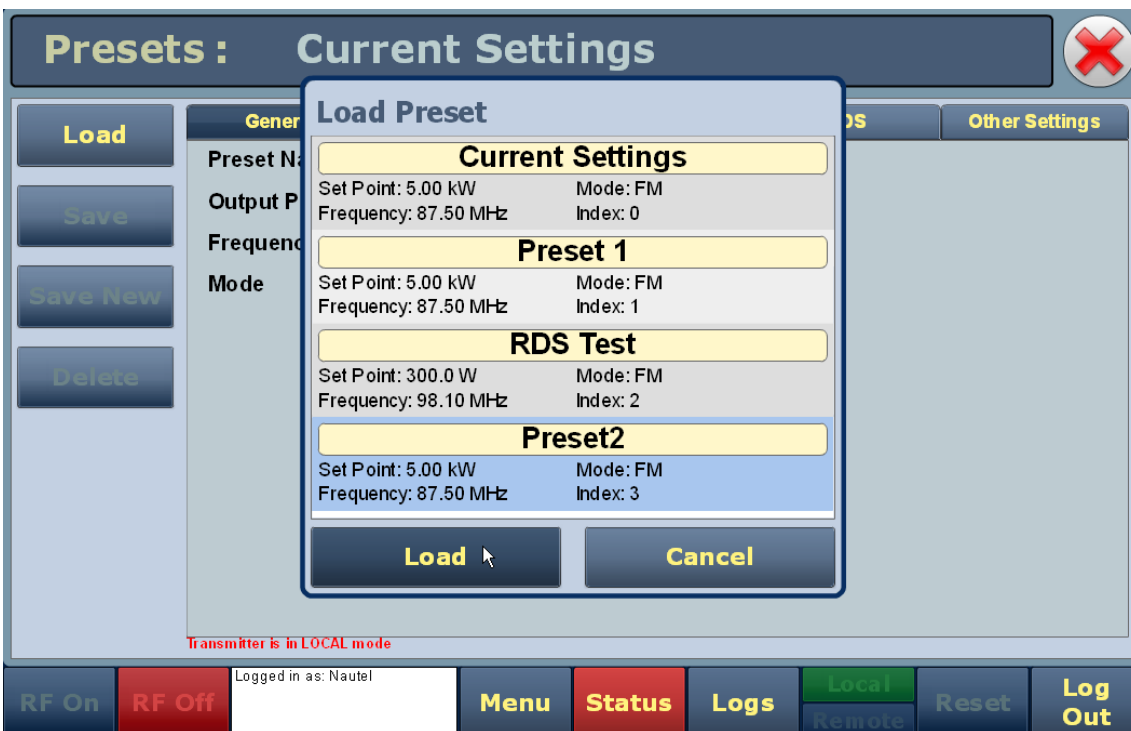 Presets : Current Settings
Load
Save
Save New
Delete
Gener
DS
Other Settings
Preset Na
Output P
Frequenc
Mode
Load Preset
Current Settings
Set Point: 5.00 kW Mode: FM
Frequency: 87.50 MHz Index: 0
Preset 1
Set Point: 5.00 kW Mode: FM
Frequency: 87.50 MHz Index: 1
RDS Test
Set Point: 300.0 W Mode: FM
Frequency: 98.10 MHz Index: 2
Preset2
Set Point: 5.00 kW Mode: FM
Frequency: 87.50 MHz Index: 3
Load Cancel
Transmitter is in LOCAL mode
RF On
RF Off
Logged in as: Nautel
Menu
Status
Logs
Local
Remote
Reset
Log
Out